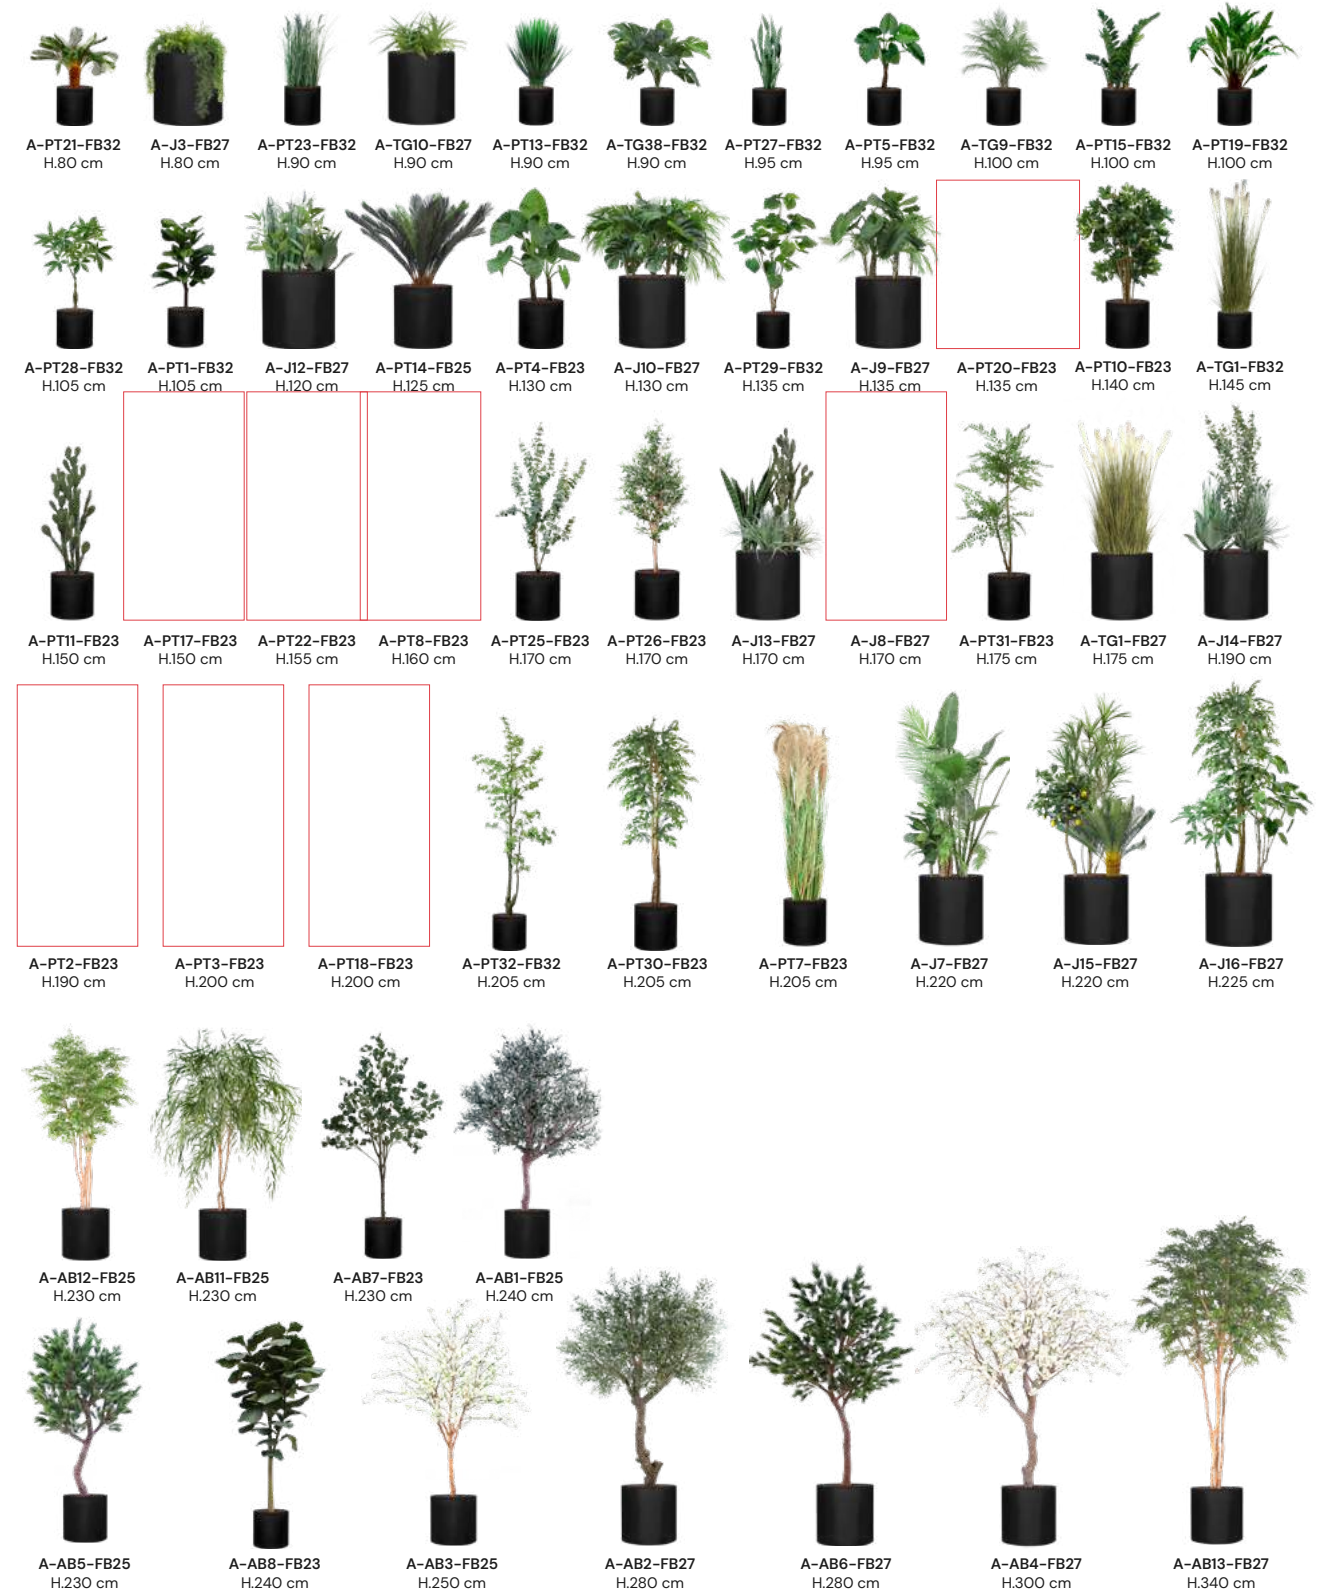 A-PT21-FB32
H.80 cm
A-J3-FB27
H.80 cm
A-PT23-FB32
H.90 cm
A-TG10-FB27
H.90 cm
A-PT13-FB32
H.90 cm
A-TG38-FB32
H.90 cm
A-PT27-FB32
H.95 cm
A-PT5-FB32
H.95 cm
A-TG9-FB32
H.100 cm
A-PT15-FB32
H.100 cm
A-PT19-FB32
H.100 cm
A-PT28-FB32
H.105 cm
A-PT1-FB32
H.105 cm
A-J12-FB27
H.120 cm
A-PT14-FB25
H.125 cm
A-PT4-FB23
H.130 cm
A-J10-FB27
H.130 cm
A-PT29-FB32
H.135 cm
A-J9-FB27
H.135 cm
A-PT20-FB23
H.135 cm
A-PT10-FB23
H.140 cm
A-TG1-FB32
H.145 cm
A-PT11-FB23
H.150 cm
A-PT17-FB23
H.150 cm
A-PT22-FB23
H.155 cm
A-PT8-FB23
H.160 cm
A-PT25-FB23
H.170 cm
A-PT26-FB23
H.170 cm
A-J13-FB27
H.170 cm
A-J8-FB27
H.170 cm
A-PT31-FB23
H.175 cm
A-TG1-FB27
H.175 cm
A-J14-FB27
H.190 cm
A-PT2-FB23
H.190 cm
A-PT3-FB23
H.200 cm
A-PT18-FB23
H.200 cm
A-PT32-FB32
H.205 cm
A-PT30-FB23
H.205 cm
A-PT7-FB23
H.205 cm
A-J7-FB27
H.220 cm
A-J15-FB27
H.220 cm
A-J16-FB27
H.225 cm
A-AB12-FB25
H.230 cm
A-AB11-FB25
H.230 cm
A-AB7-FB23
H.230 cm
A-AB1-FB25
H.240 cm
A-AB5-FB25
H.230 cm
A-AB8-FB23
H.240 cm
A-AB3-FB25
H.250 cm
A-AB2-FB27
H.280 cm
A-AB6-FB27
H.280 cm
A-AB4-FB27
H.300 cm
A-AB13-FB27
H.340 cm